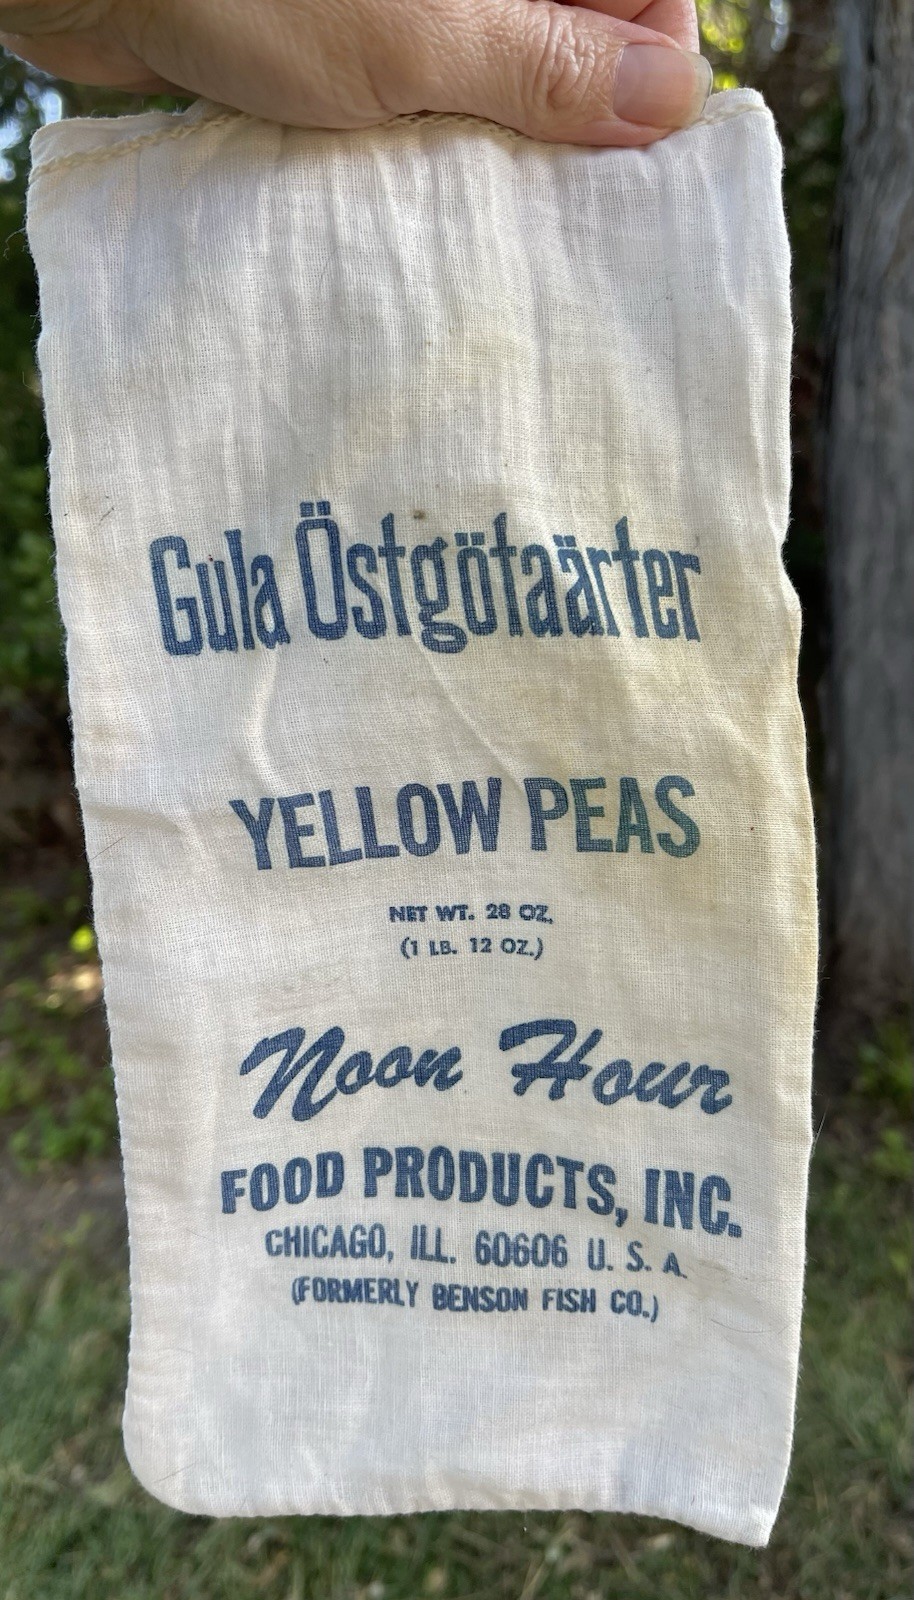 Gula Östgötaärter
YELLOW PEAS
NET WT. 28 OZ.
(1 LB. 12 OZ.)
Noon Hour
FOOD PRODUCTS, INC.
CHICAGO, ILL. 60606 U. S. A.
(FORMERLY BENSON FISH CO.)